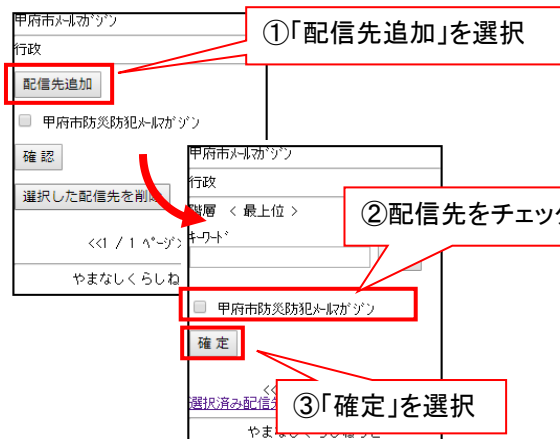 甲府市ﾒｰﾙﾏｶﾞｼﾞﾝ
行政
①「配信先追加」を選択
配信先追加
甲府市防災防犯ﾒｰﾙﾏｶﾞｼﾞﾝ
確認
選択した配信先を削
<<1 / 1 ﾍﾟｰｼﾞ
やまなしくらしね
甲府市ﾒｰﾙﾏｶﾞｼﾞﾝ
行政
階層 < 最上位 >
ｷｰﾜｰﾄﾞ
②配信先をチェック
甲府市防災防犯ﾒｰﾙﾏｶﾞｼﾞﾝ
確定
<<
選択済み配信先
③「確定」を選択